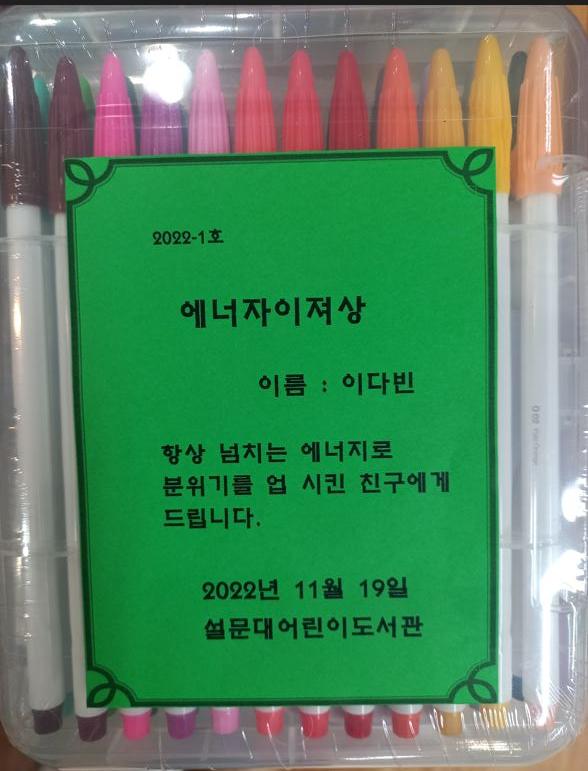 2022-1호
에너자이져상
이름 : 이다빈
항상 넘치는 에너지로
분위기를 업 시킨 친구에게
드립니다.
2022년 11월 19일
설문대어린이도서관